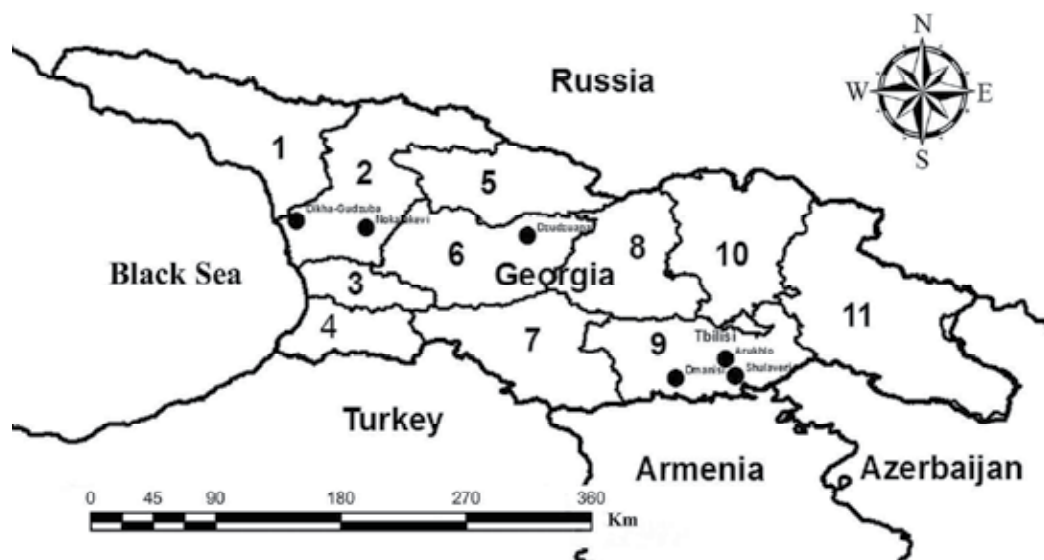 N
Russia
W
E
S
1
2
5
Dikha-Gudzuba
Nokalakevi
Dzudzuana
8
10
6
Black Sea
Georgia
3
11
4
7
9
Tbilisi
Arukhlo
Dmanisi
Shulaveri
Turkey
Armenia
Azerbaijan
0 45 90 180 270 360
Km